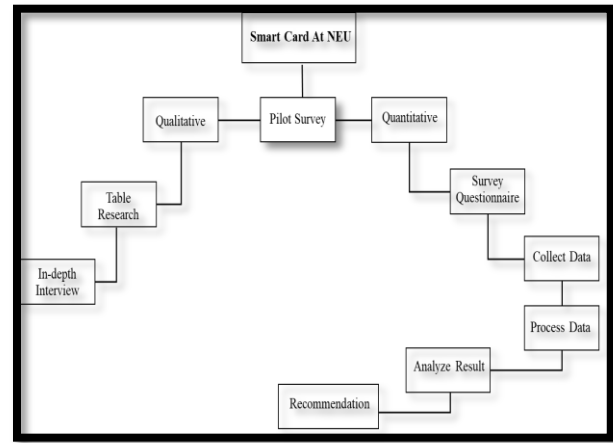 Smart Card At NEU
Qualitative
Pilot Survey
Quantitative
Table
Research
Survey
Questionnaire
In-depth
Interview
Collect Data
Process Data
Analyze Result
Recommendation